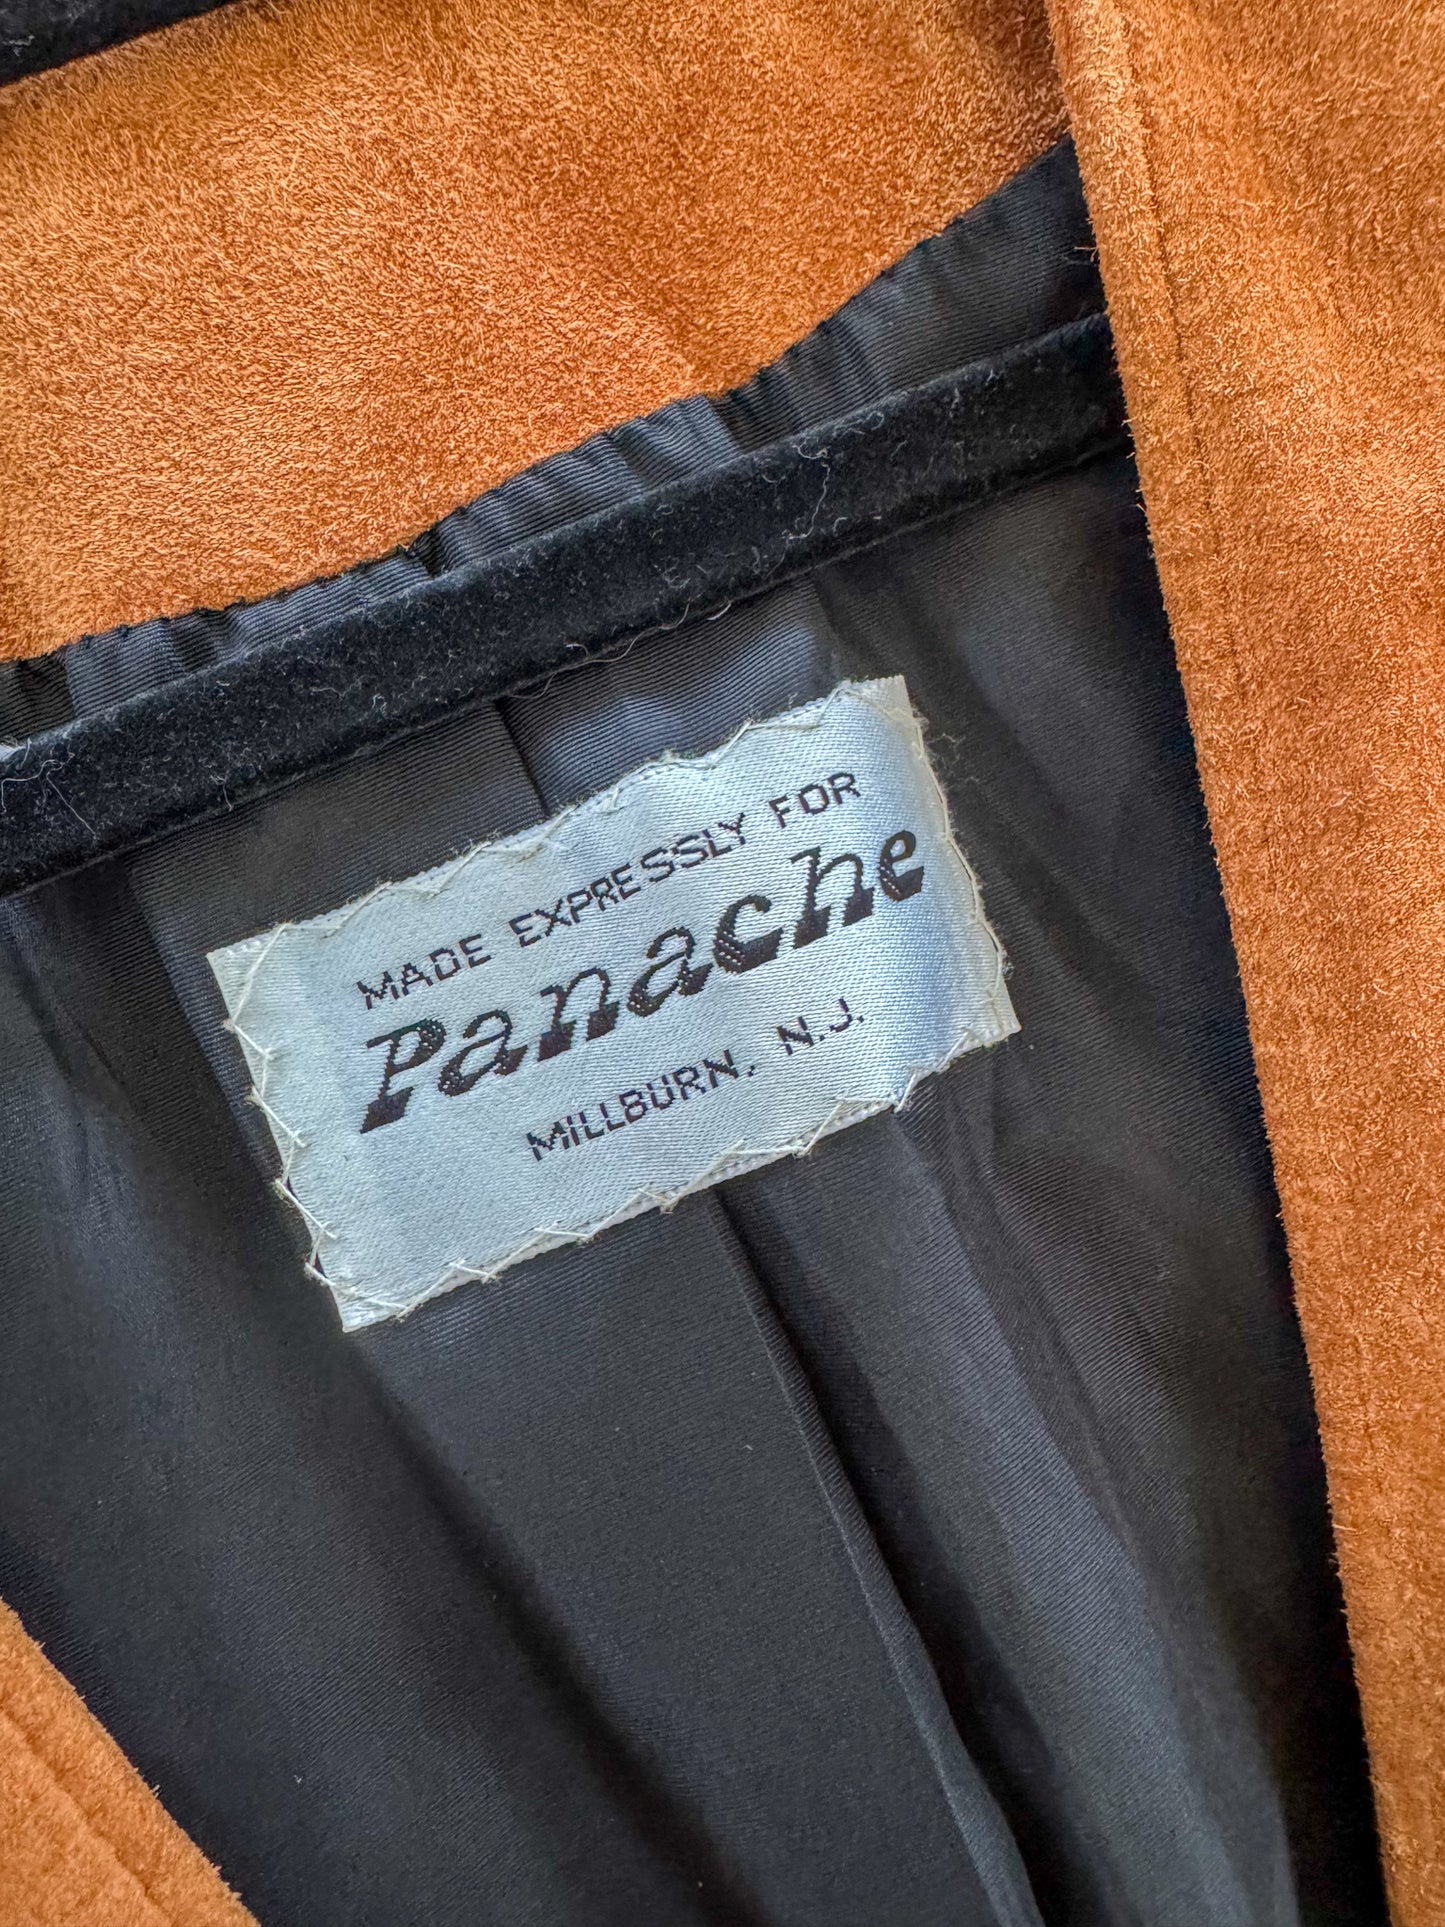 MADE EXPRESSLY FOR
Panache
MILLBURN, N.J.